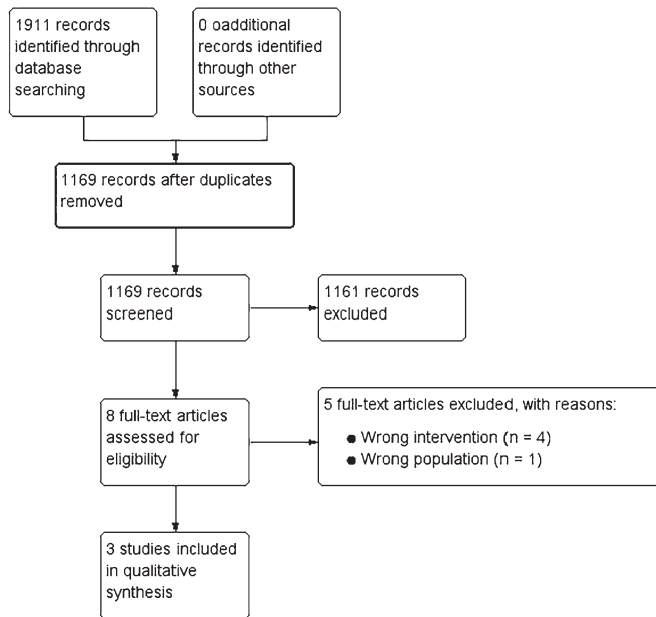 1911 records
identified through
database
searching
0 oadditional
records identified
through other
sources
1169 records after duplicates
removed
1169 records
screened
1161 records
excluded
8 full-text articles
assessed for
eligibility
5 full-text articles excluded, with reasons:
● Wrong intervention (n = 4)
● Wrong population (n = 1)
3 studies included
in qualitative
synthesis